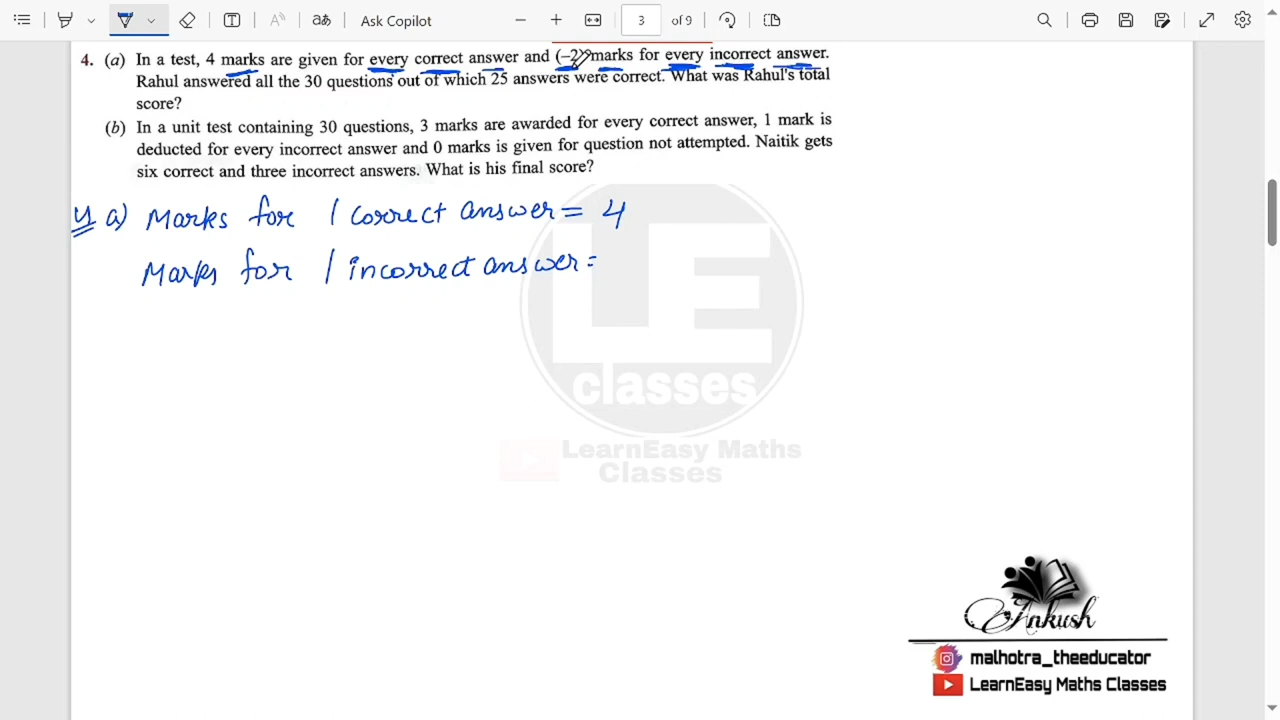 Ask Copilot
3 of 9
4. (a) In a test, 4 marks are given for every correct answer and (−2) marks for every incorrect answer.
Rahul answered all the 30 questions out of which 25 answers were correct. What was Rahul's total
score?
(b) In a unit test containing 30 questions, 3 marks are awarded for every correct answer, 1 mark is
deducted for every incorrect answer and 0 marks is given for question not attempted. Naitik gets
six correct and three incorrect answers. What is his final score?
4 a) Marks for 1 correct answer = 4
Marks for 1 incorrect answer =
LE
classes
LearnEasy Maths
Classes
Ankush
malhotra_theeducator
LearnEasy Maths Classes